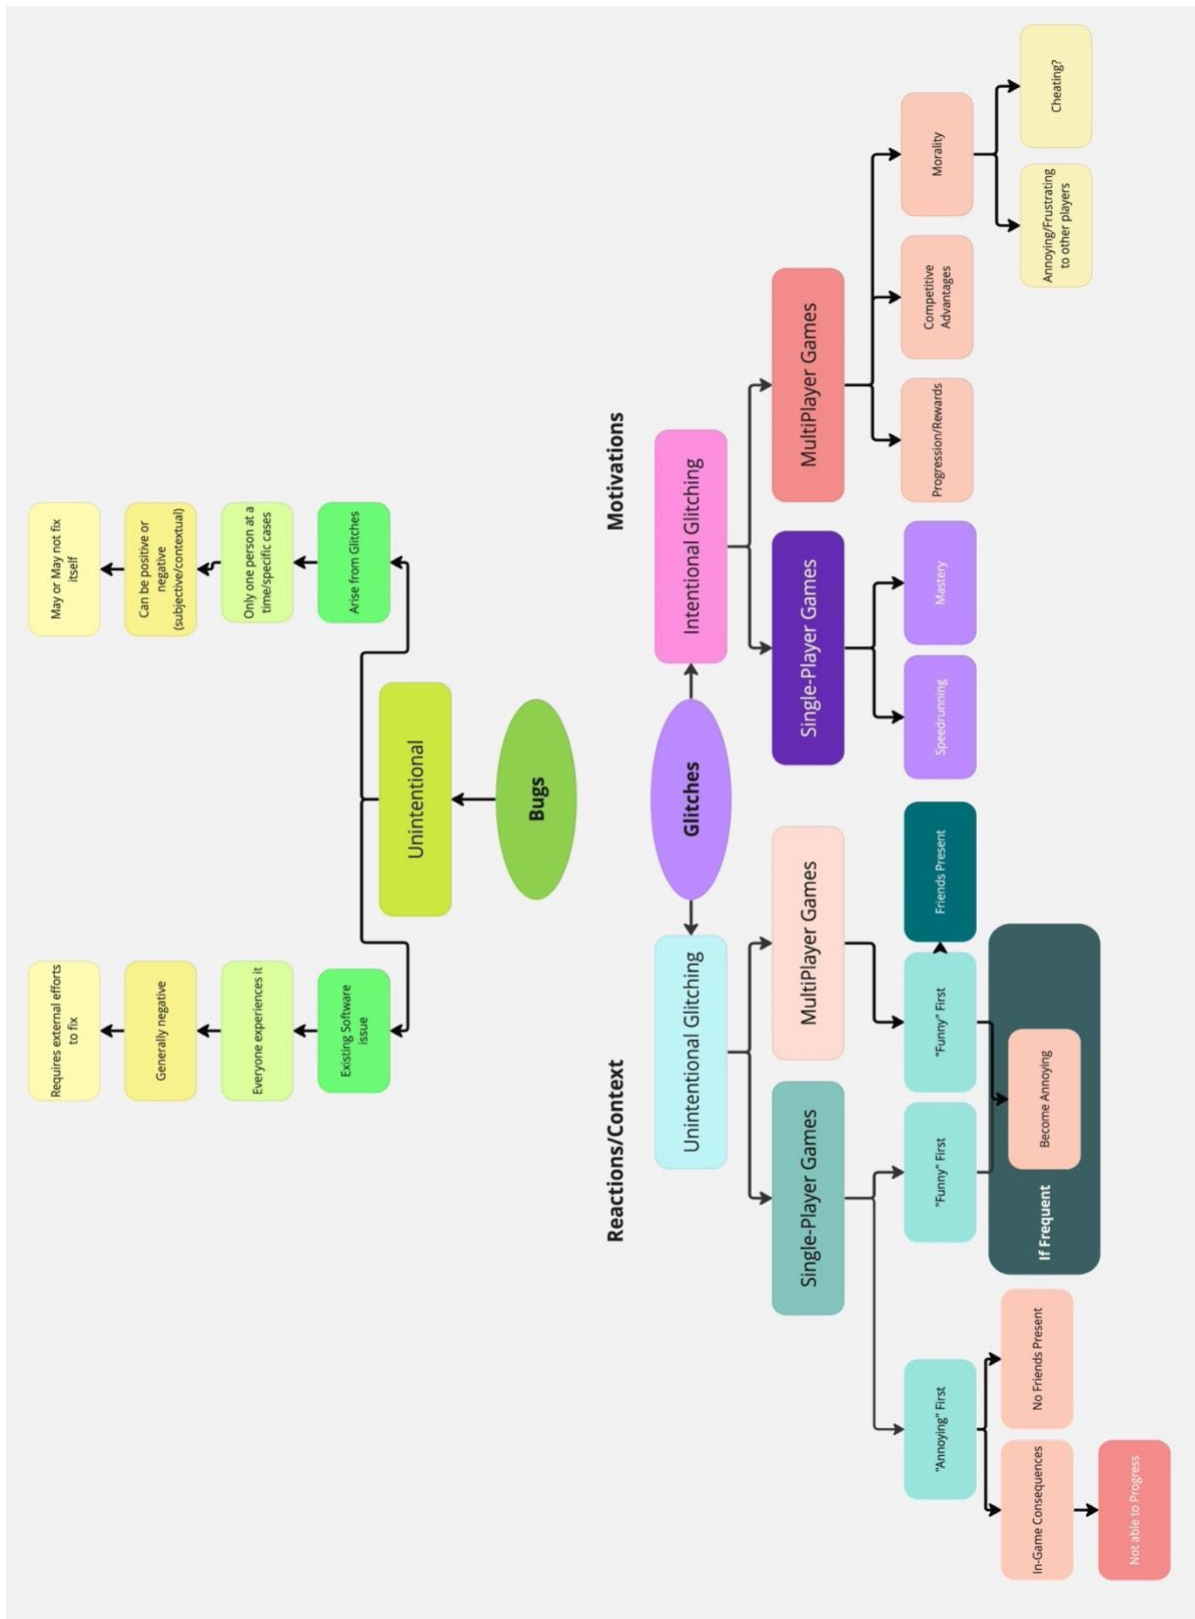 Requires external efforts
to fix
May or May not fix
itself
Generally negative
Can be positive or
negative
(subjective/contextual)
Everyone experiences it
Only one person at a
time/specific cases
Existing Software
issue
Arise from Glitches
Unintentional
Bugs
Reactions/Context
Motivations
Unintentional Glitching
Glitches
Intentional Glitching
Single-Player Games
MultiPlayer Games
Single-Player Games
MultiPlayer Games
"Annoying" First
"Funny" First
"Funny" First
Friends Present
Speedrunning
Mastery
Progression/Rewards
Competitive
Advantages
Morality
In-Game Consequences
No Friends Present
If Frequent
Become Annoying
Annoying/Frustrating
to other players
Cheating?
Not able to Progress